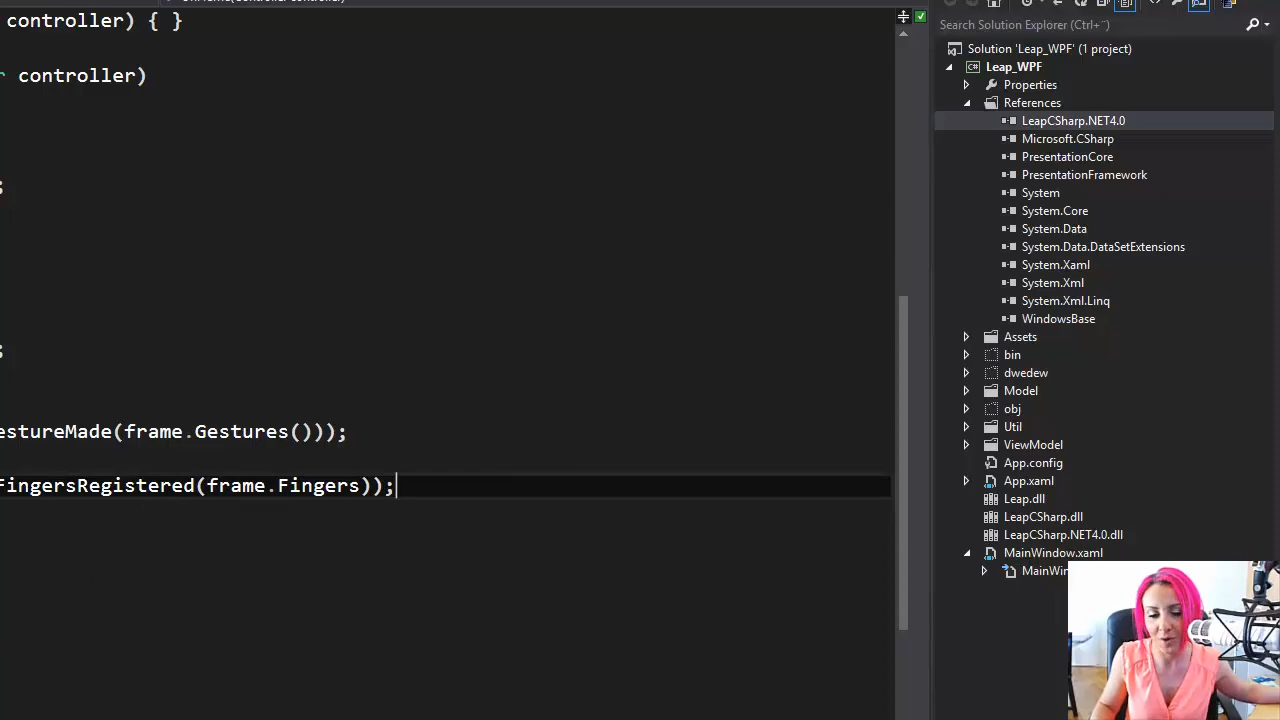 controller) { }
r controller)
;
;
estureMade(frame.Gestures()));
FingersRegistered(frame.Fingers));
Search Solution Explorer (Ctrl+¨)
Solution 'Leap_WPF' (1 project)
Leap_WPF
Properties
References
LeapCSharp.NET4.0
Microsoft.CSharp
PresentationCore
PresentationFramework
System
System.Core
System.Data
System.Data.DataSetExtensions
System.Xaml
System.Xml
System.Xml.Linq
WindowsBase
Assets
bin
dwedew
Model
obj
Util
ViewModel
App.config
App.xaml
Leap.dll
LeapCSharp.dll
LeapCSharp.NET4.0.dll
MainWindow.xaml
MainWin